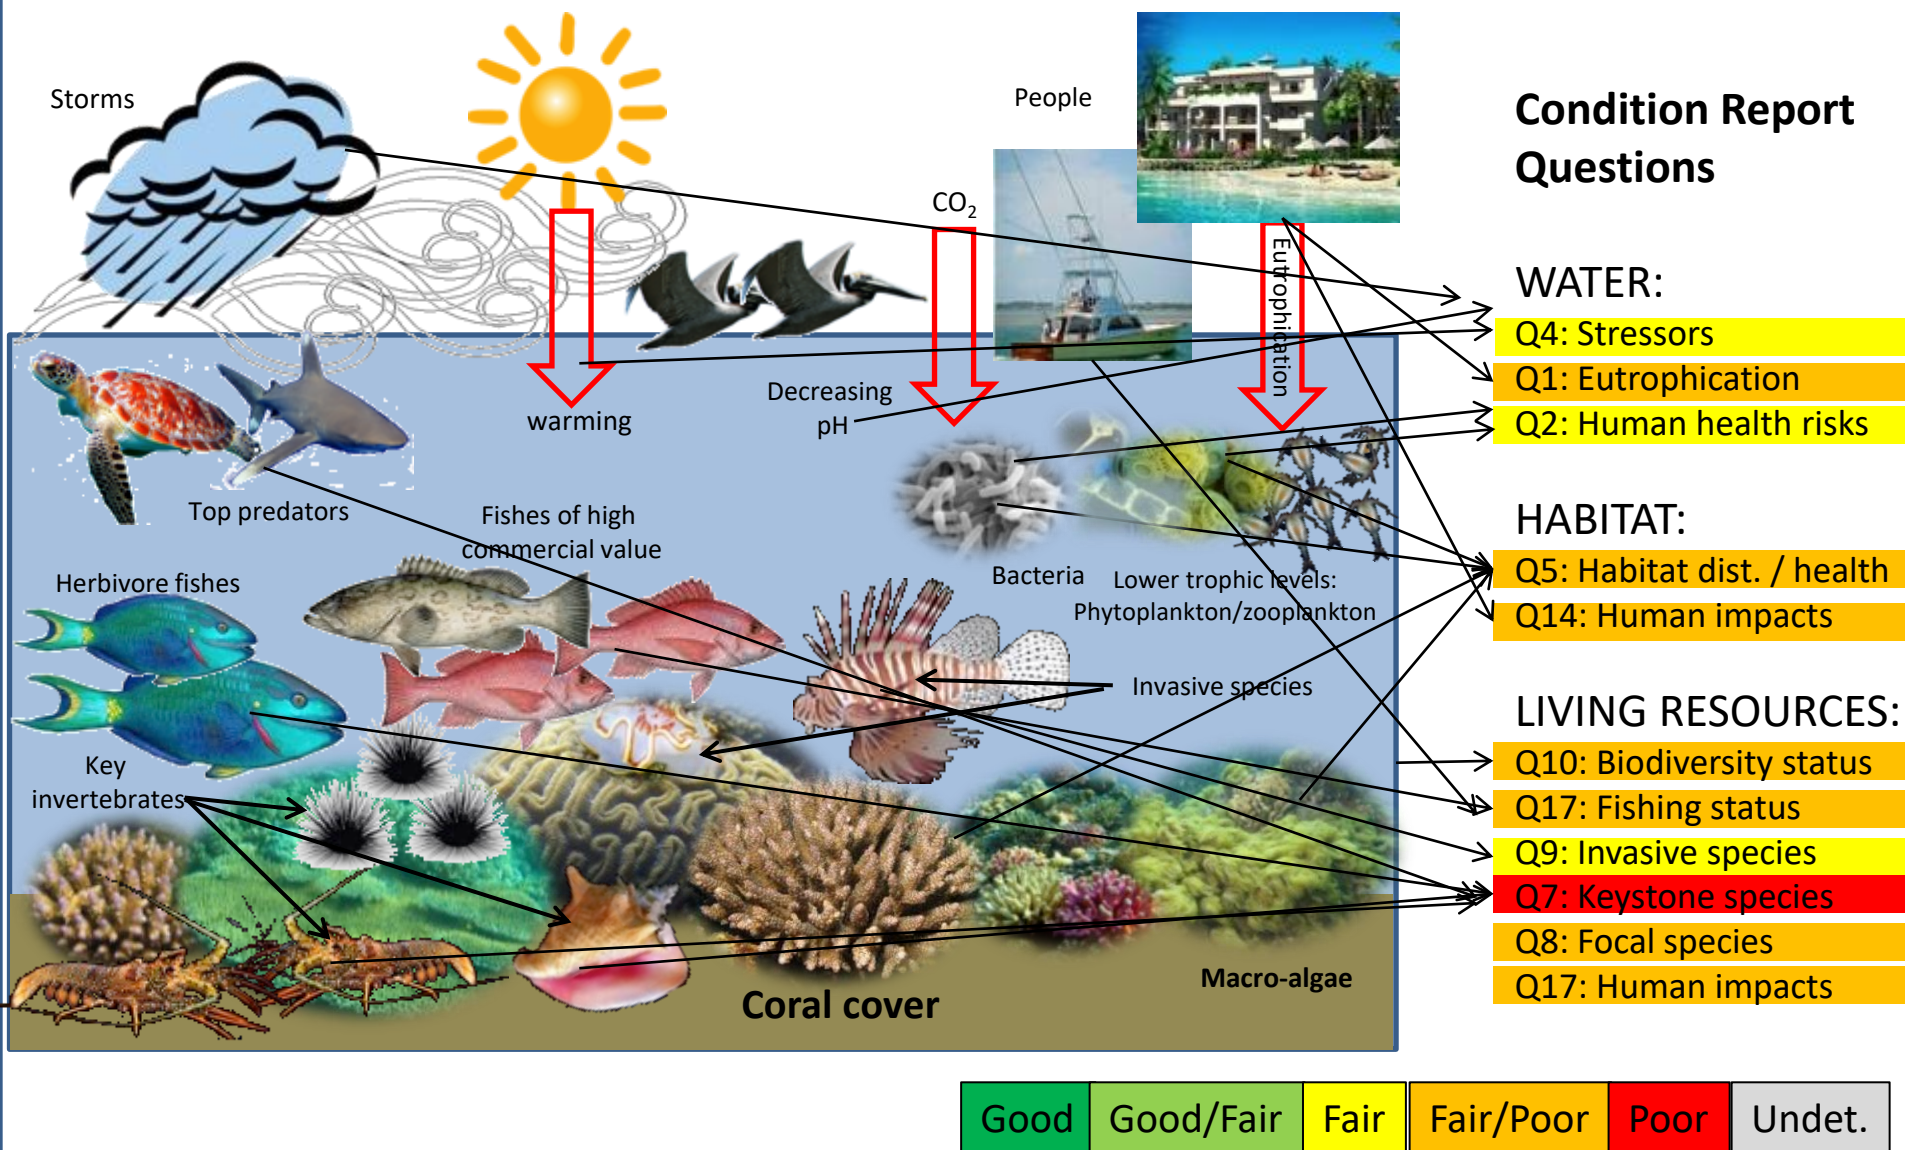 Storms
People
CO₂
Condition Report
Questions
Eutrophication
WATER:
Q4: Stressors
Q1: Eutrophication
Q2: Human health risks
warming
Decreasing
pH
Top predators
Fishes of high
commercial value
Herbivore fishes
Bacteria
Lower trophic levels:
Phytoplankton/zooplankton
HABITAT:
Q5: Habitat dist. / health
Q14: Human impacts
Invasive species
Key
invertebrates
LIVING RESOURCES:
Q10: Biodiversity status
Q17: Fishing status
Q9: Invasive species
Q7: Keystone species
Q8: Focal species
Q17: Human impacts
Macro-algae
Coral cover
Good
Good/Fair
Fair
Fair/Poor
Poor
Undet.